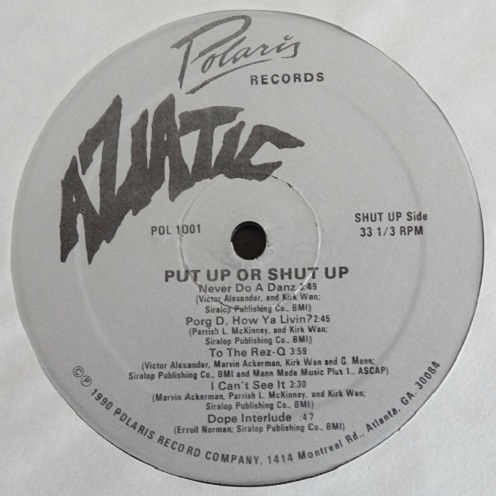 Polaris
RECORDS
AZIATIC
POL 1001
SHUT UP Side
33 1/3 RPM
PUT UP OR SHUT UP
Never Do A Danz 3:49
(Victor Alexander, and Kirk Wan;
Siralop Publishing Co., BMI)
Porg D. How Ya Livin? 2:45
(Parrish L. McKinney, and Kirk Wan;
Siralop Publishing Co., BMI)
To The Rez-Q 3:59
(Victor Alexander, Marvin Ackerman, Kirk Wan and G. Mann;
Siralop Publishing Co., BMI and Mann Made Music Plus 1., ASCAP)
I Can't See It 3:30
(Marvin Ackerman, Parrish L. McKinney, and Kirk Wan;
Siralop Publishing Co., BMI)
Dope Interlude :47
(Erroll Norman; Siralop Publishing Co., BMI)
©℗ 1990 POLARIS RECORD COMPANY, 1414 Montreal Rd., Atlanta, GA. 30084